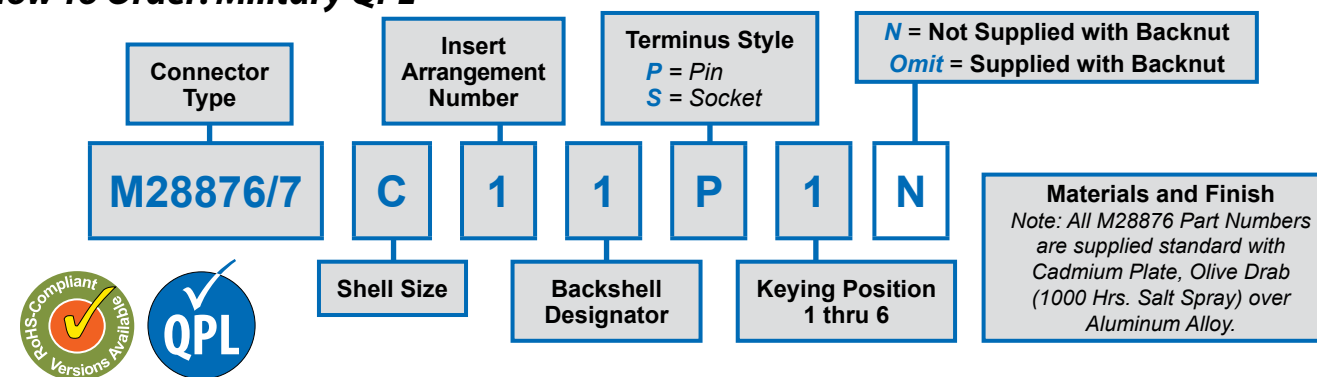 How To Order: Military QPL
Connector
Type
Insert
Arrangement
Number
Terminus Style
P = Pin
S = Socket
N = Not Supplied with Backnut
Omit = Supplied with Backnut
M28876/7
C
1
1
P
1
N
Shell Size
Backshell
Designator
Keying Position
1 thru 6
Materials and Finish
Note: All M28876 Part Numbers
are supplied standard with
Cadmium Plate, Olive Drab
(1000 Hrs. Salt Spray) over
Aluminum Alloy.
RoHS-Compliant
Versions Available
QPL